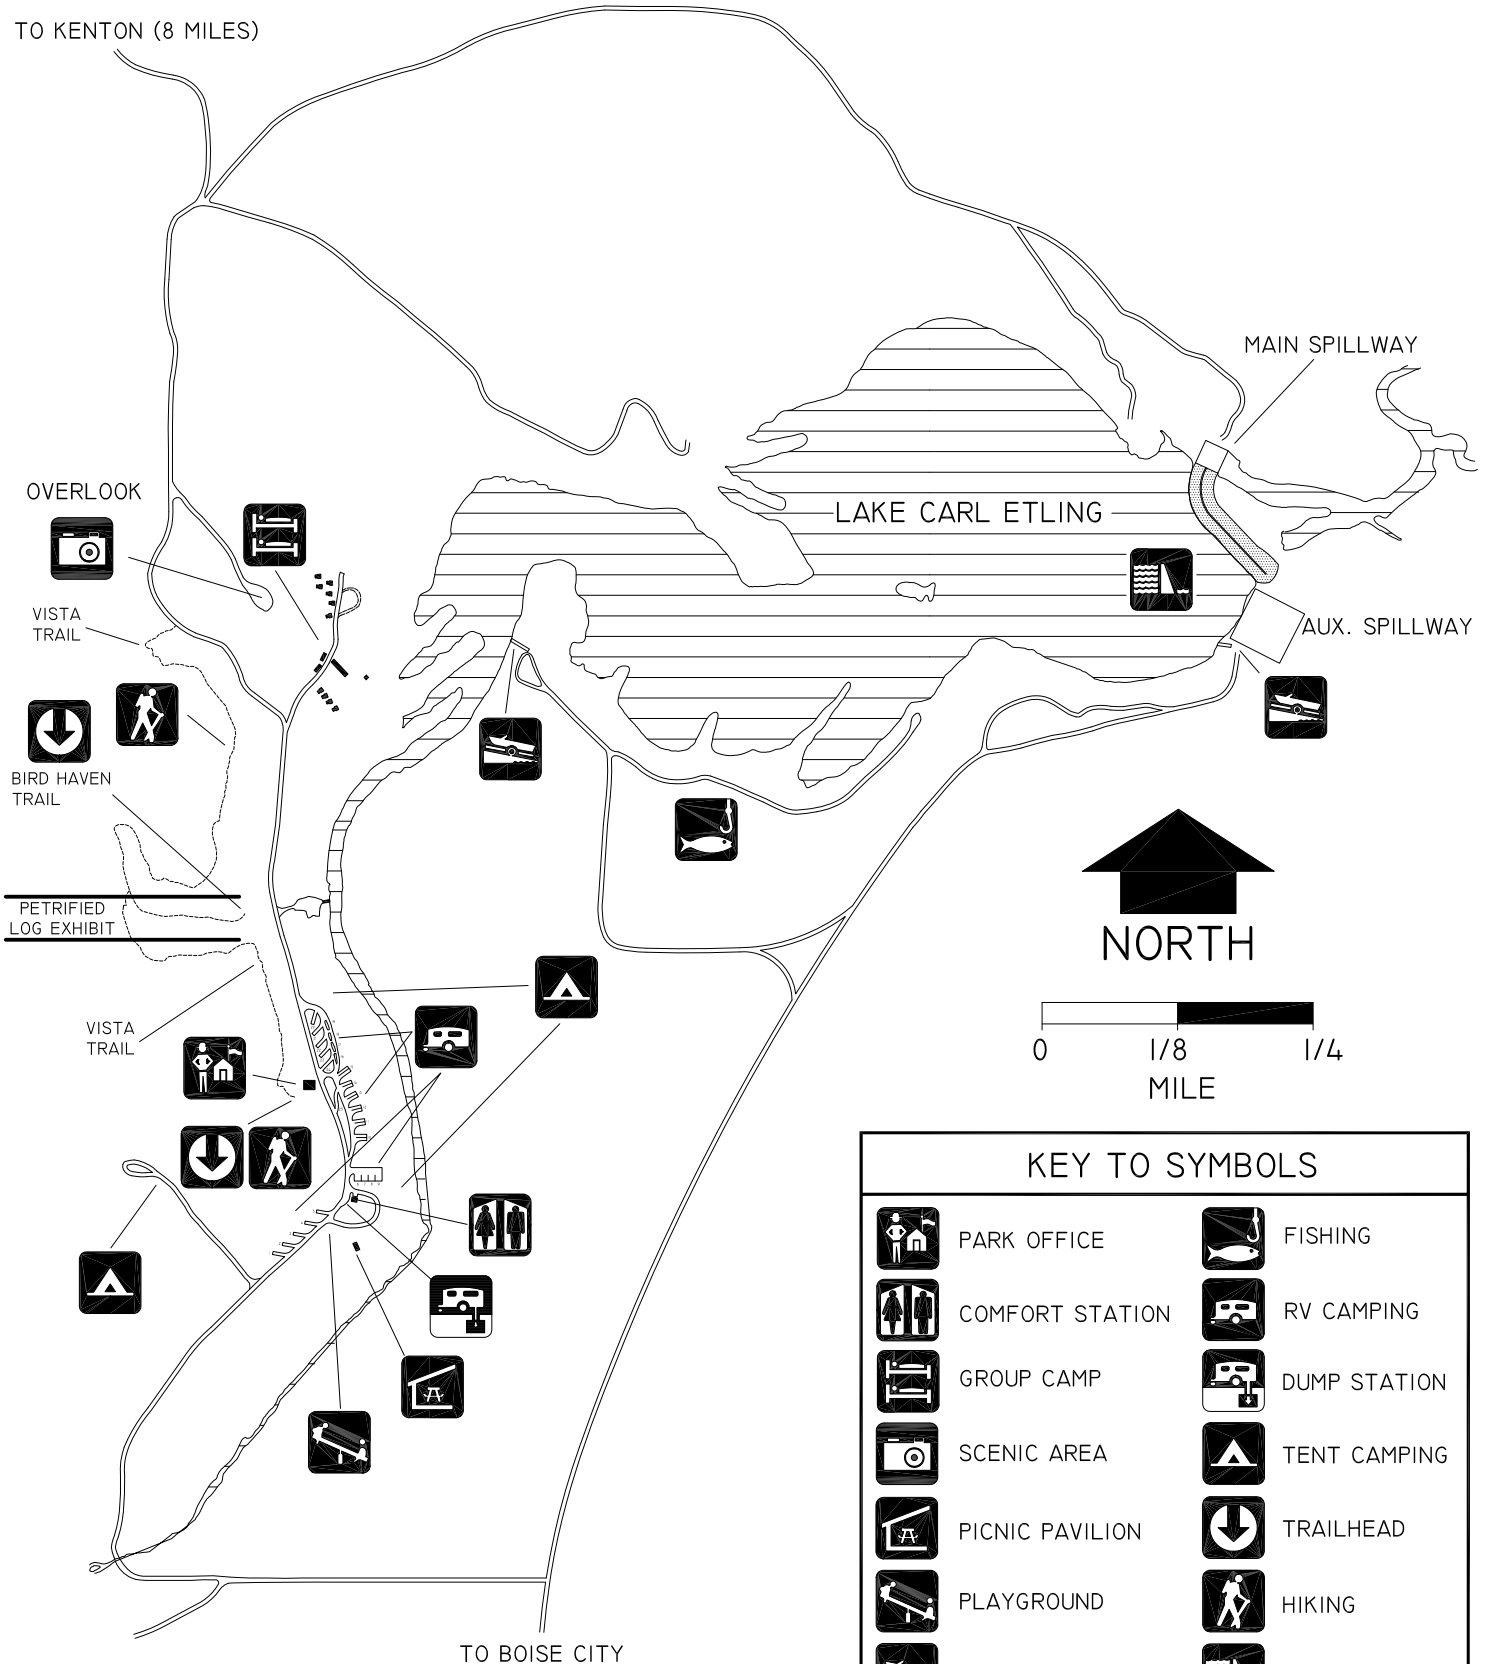 TO KENTON (8 MILES)
MAIN SPILLWAY
OVERLOOK
LAKE CARL ETLING
VISTA
TRAIL
AUX. SPILLWAY
BIRD HAVEN
TRAIL
PETRIFIED
LOG EXHIBIT
NORTH
VISTA
TRAIL
0 1/8 1/4
MILE
KEY TO SYMBOLS
PARK OFFICE
FISHING
COMFORT STATION
RV CAMPING
GROUP CAMP
DUMP STATION
SCENIC AREA
TENT CAMPING
PICNIC PAVILION
TRAILHEAD
PLAYGROUND
HIKING
TO BOISE CITY